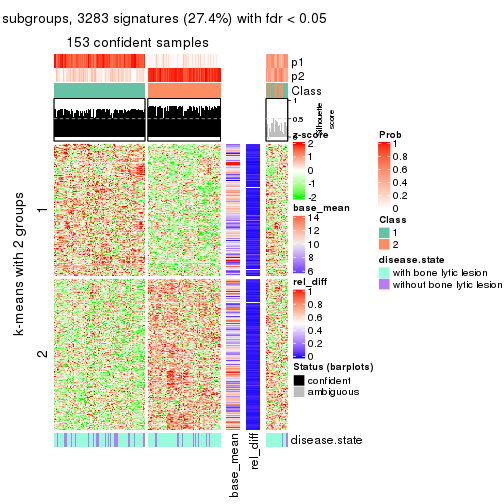 subgroups, 3283 signatures (27.4%) with fdr < 0.05
153 confident samples
p1
p2
Class
1
0.5
0
Silhouette
score
k-means with 2 groups
1
2
z-score
2
1
0
-1
-2
base_mean
14
12
10
8
6
rel_diff
1
0.8
0.6
0.4
0.2
0
Status (barplots)
confident
ambiguous
Prob
1
0.8
0.6
0.4
0.2
0
Class
1
2
disease.state
with bone lytic lesion
without bone lytic lesion
disease.state
base_mean
rel_diff